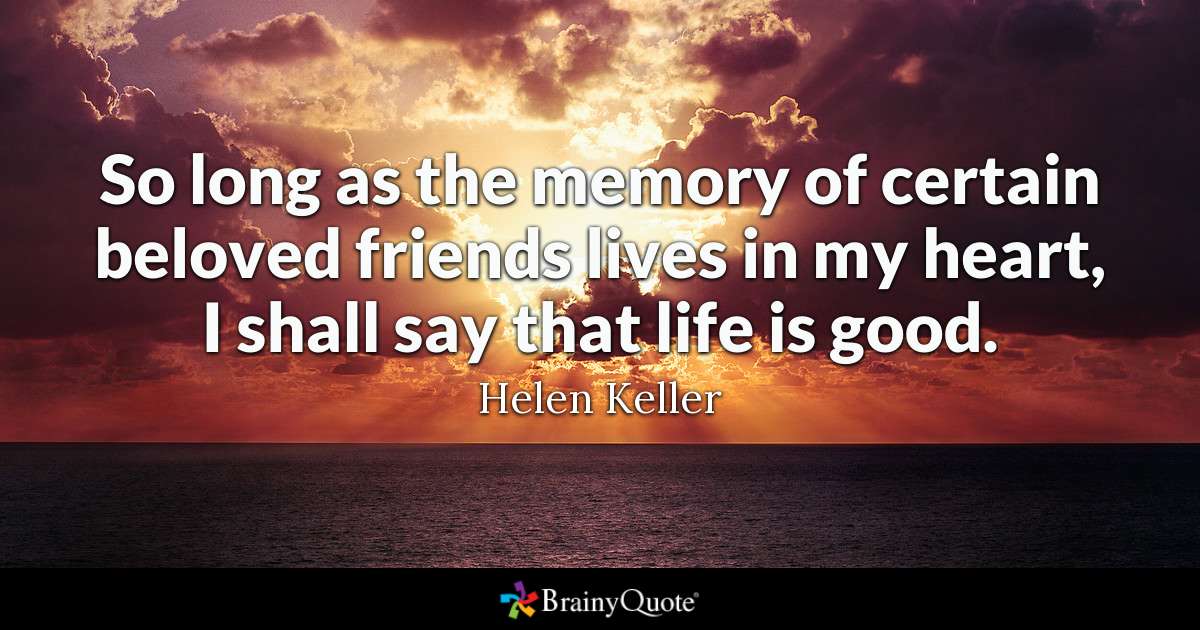 So long as the memory of certain
beloved friends lives in my heart,
I shall say that life is good.
Helen Keller
BrainyQuote®